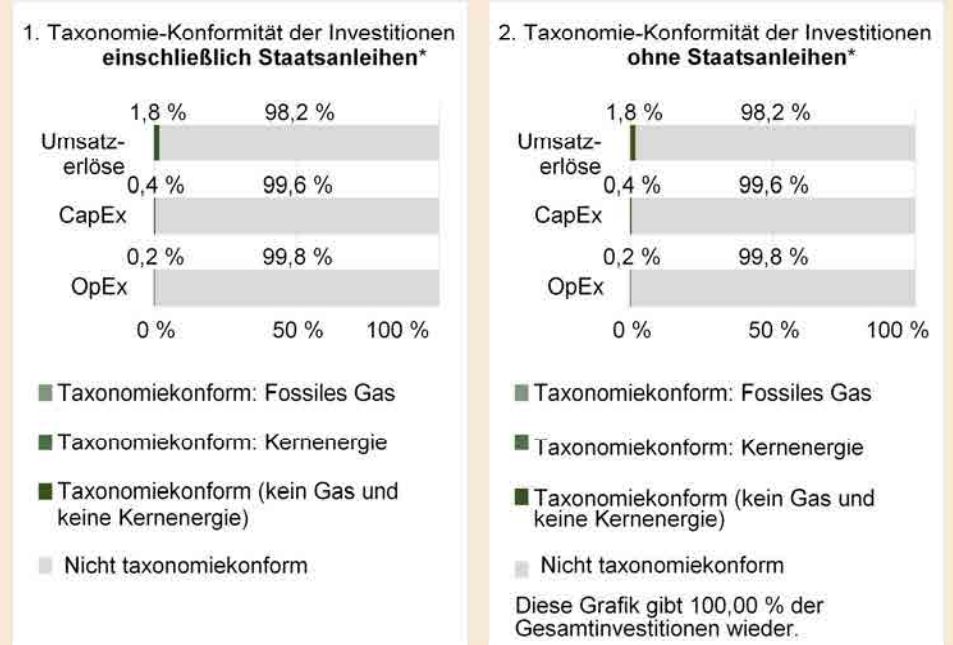 1. Taxonomie-Konformität der Investitionen
einschließlich Staatsanleihen*
1,8 % 98,2 %
Umsatz-
erlöse
0,4 % 99,6 %
CapEx
0,2 % 99,8 %
OpEx
0 % 50 % 100 %
Taxonomiekonform: Fossiles Gas
Taxonomiekonform: Kernenergie
Taxonomiekonform (kein Gas und
keine Kernenergie)
Nicht taxonomiekonform
2. Taxonomie-Konformität der Investitionen
ohne Staatsanleihen*
1,8 % 98,2 %
Umsatz-
erlöse
0,4 % 99,6 %
CapEx
0,2 % 99,8 %
OpEx
0 % 50 % 100 %
Taxonomiekonform: Fossiles Gas
Taxonomiekonform: Kernenergie
Taxonomiekonform (kein Gas und
keine Kernenergie)
Nicht taxonomiekonform
Diese Grafik gibt 100,00 % der
Gesamtinvestitionen wieder.